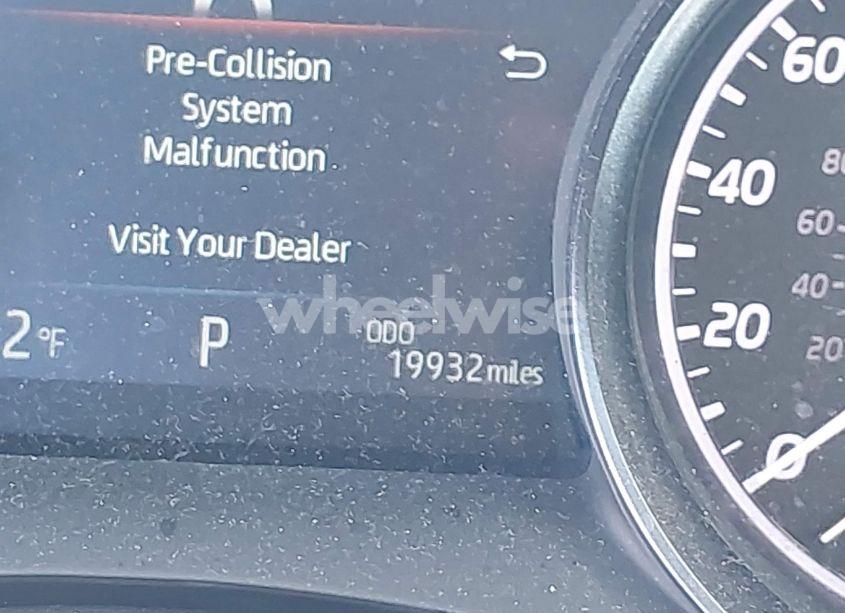 Pre-Collision
System
Malfunction
Visit Your Dealer
wheelwise
2°F
P
ODO
19932 miles
60
40
20
0
60
40
20